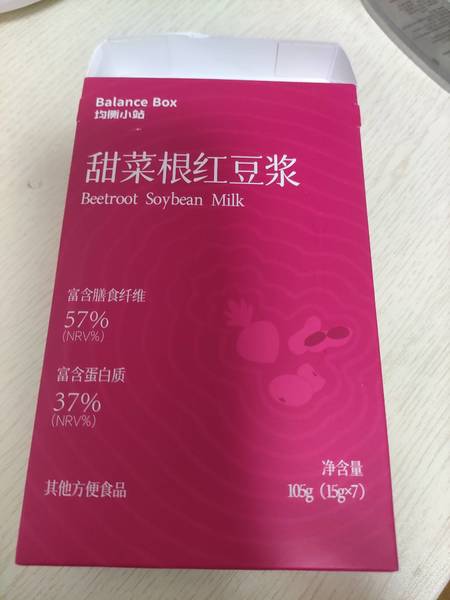 Balance Box
均衡小站
甜菜根红豆浆
Beetroot Soybean Milk
富含膳食纤维
57%
(NRV%)
富含蛋白质
37%
(NRV%)
净含量
105g（15g×7）
其他方便食品